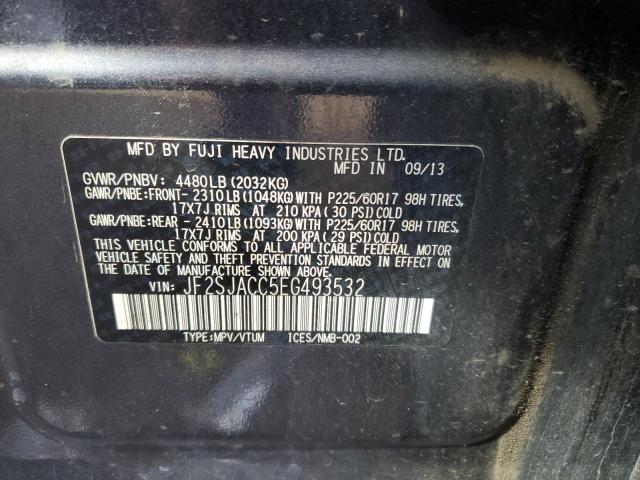 MFD BY FUJI HEAVY INDUSTRIES LTD.
MFD IN 09/13
GVWR/PNBV: 4480LB(2032KG)
GAWR/PNBE:FRONT-2310LB(1048KG)WITH P225/60R17 98H TIRES,
17X7J RIMS AT 210 KPA(30 PSI)COLD
GAWR/PNBE:REAR -2410LB(1093KG)WITH P225/60R17 98H TIRES,
17X7J RIMS AT 200 KPA(29 PSI)COLD
THIS VEHICLE CONFORMS TO ALL APPLICABLE FEDERAL MOTOR
VEHICLE SAFETY AND THEFT PREVENTION STANDARDS IN EFFECT ON
THE DATE OF MANUFACTURE SHOWN ABOVE.
VIN: JF2SJACC5EG493532
TYPE:MPV/VTUM ICES/NMB-002